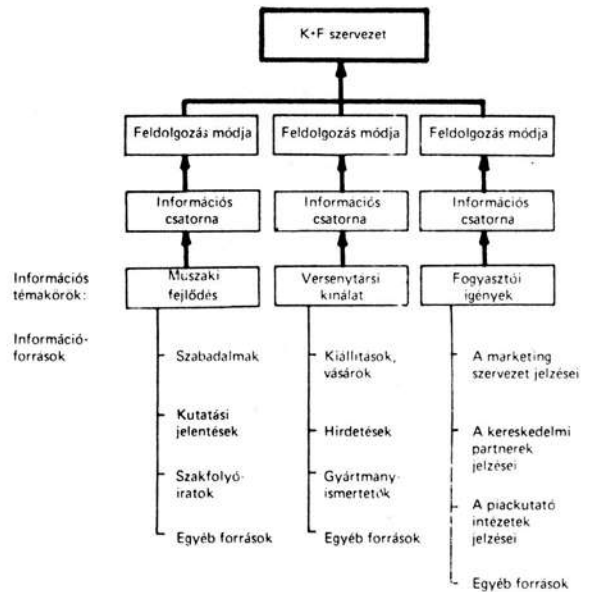 K+F szervezet
Feldolgozás módja
Feldolgozás módja
Feldolgozás módja
Információs
csatorna
Információs
csatorna
Információs
csatorna
Információs
témakörök:
Műszaki
fejlődés
Versenytársi
kínálat
Fogyasztói
igények
Információ-
források
Szabadalmak
Kutatási
jelentések
Szakfolyó-
iratok
Egyéb források
Kiállítások,
vásárok
Hirdetések
Gyártmány-
ismertetők
Egyéb források
A marketing
szervezet jelzései
A kereskedelmi
partnerek
jelzései
A piackutató
intézetek
jelzései
Egyéb források